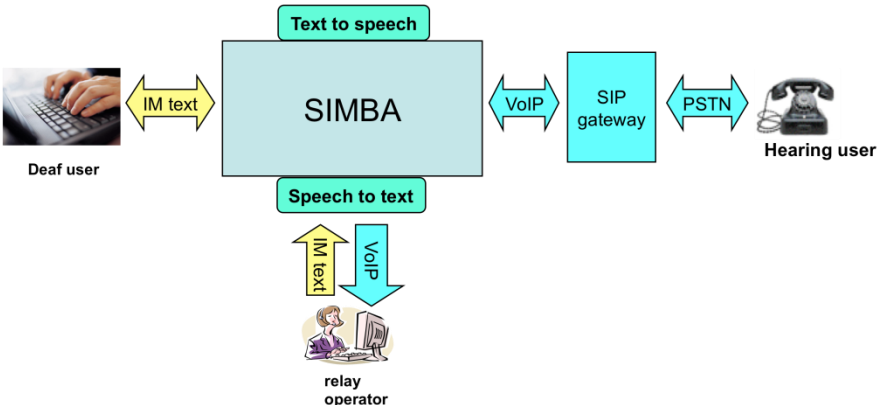 Text to speech
IM text
SIMBA
VoIP
SIP
gateway
PSTN
Deaf user
Hearing user
Speech to text
IM text
VoIP
relay
operator